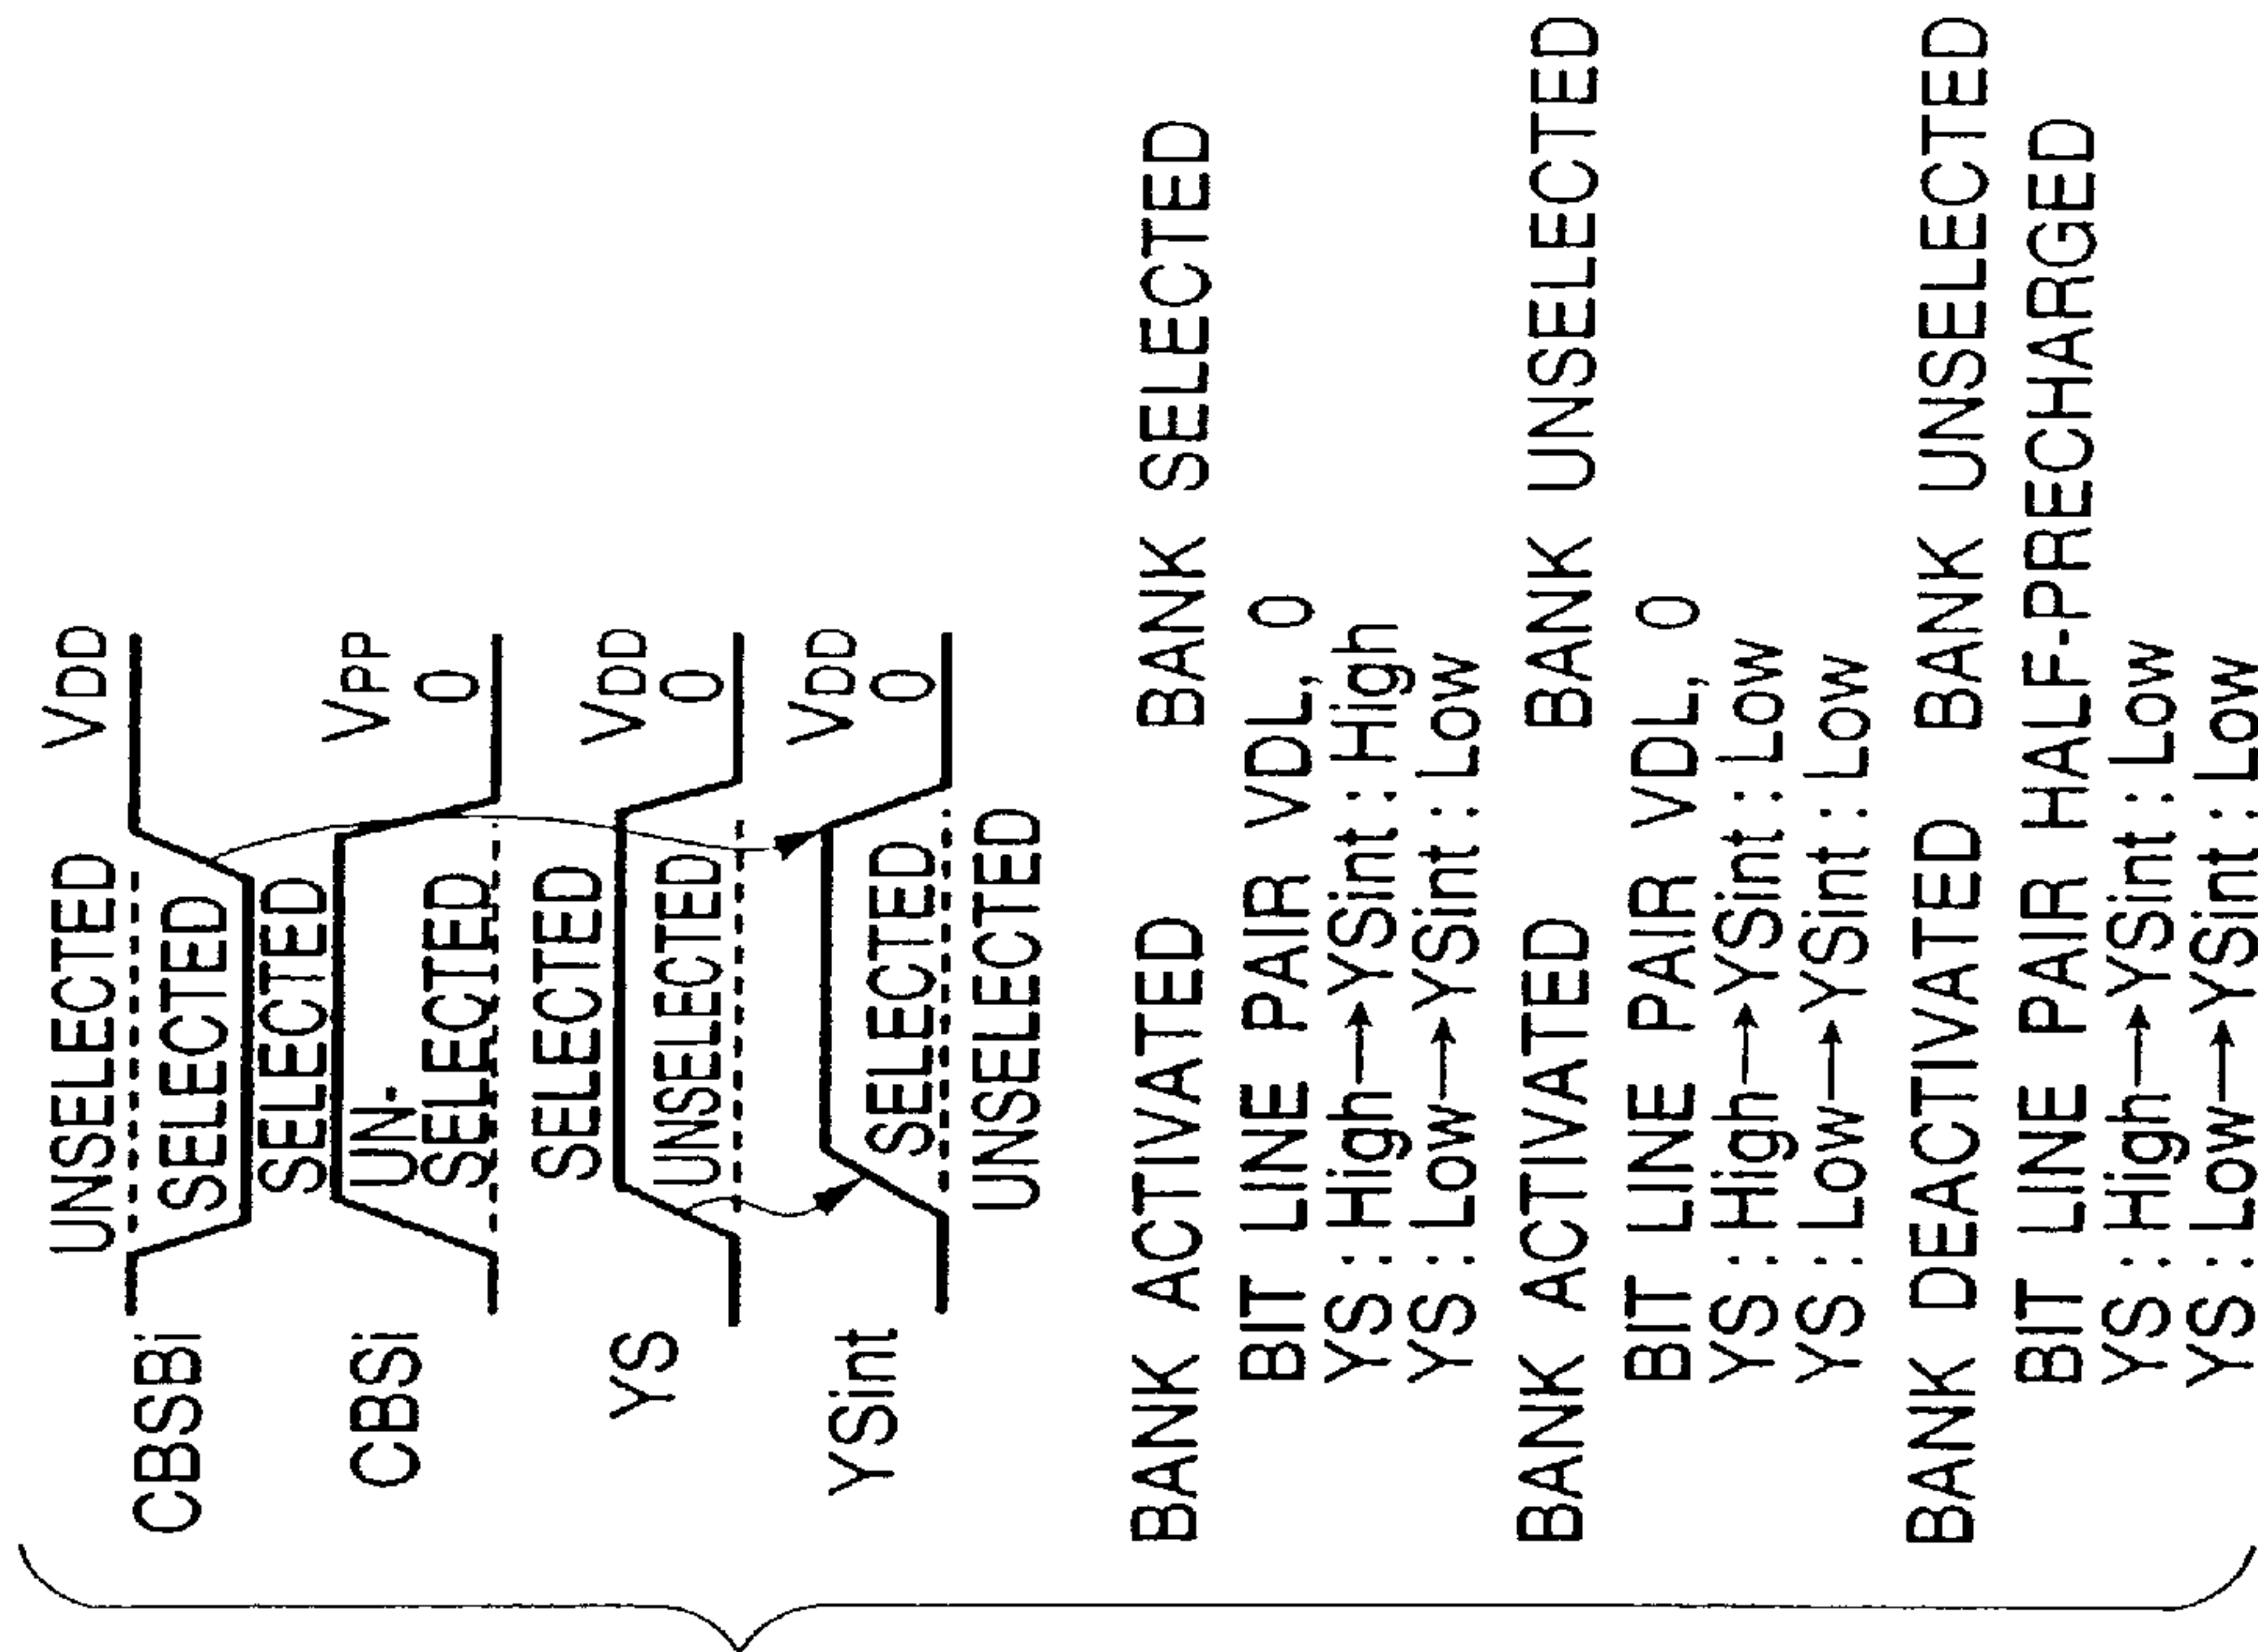 UNSELECTED
VDD
CBSBi
SELECTED
SELECTED
VPP
CBSi
UN-
SELECTED
0
SELECTED
VDD
YS
UNSELECTED
0
VDD
YSint
SELECTED
0
UNSELECTED
BANK ACTIVATED BANK SELECTED
BIT LINE PAIR VDL, 0
YS : High→YSint : High
YS : Low→YSint : Low
BANK ACTIVATED BANK UNSELECTED
BIT LINE PAIR VDL, 0
YS : High→YSint : Low
YS : Low→YSint : Low
BANK DEACTIVATED BANK UNSELECTED
BIT LINE PAIR HALF-PRECHARGED
YS : High→YSint : Low
YS : Low→YSint : Low